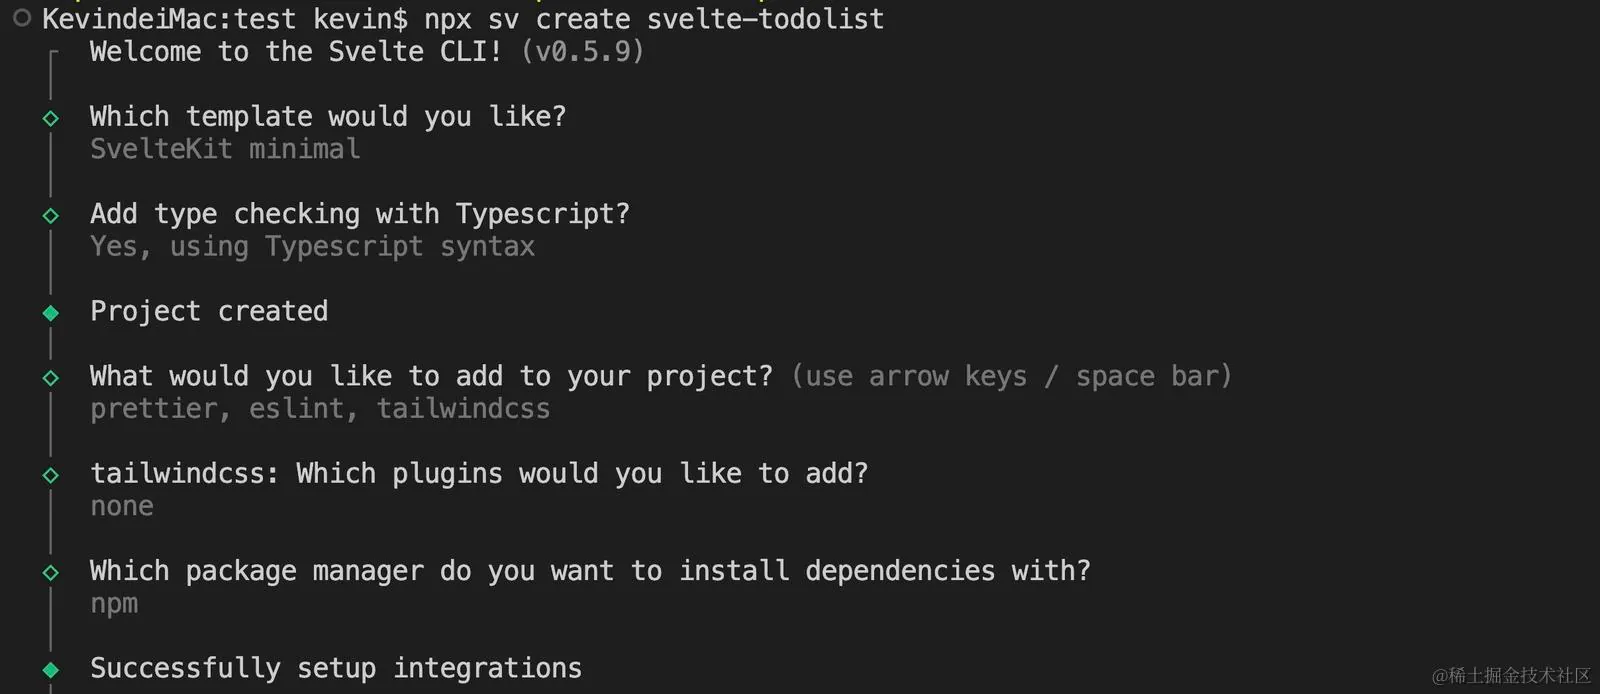 KevindeiMac:test kevin$ npx sv create svelte-todolist
Welcome to the Svelte CLI! (v0.5.9)
Which template would you like?
SvelteKit minimal
Add type checking with Typescript?
Yes, using Typescript syntax
Project created
What would you like to add to your project? (use arrow keys / space bar)
prettier, eslint, tailwindcss
tailwindcss: Which plugins would you like to add?
none
Which package manager do you want to install dependencies with?
npm
Successfully setup integrations
@稀土掘金技术社区